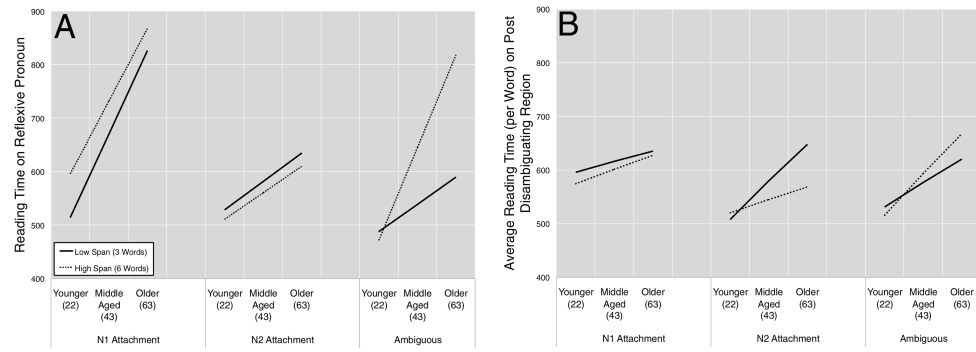 A
Reading Time on Reflexive Pronoun
900
800
700
600
500
400
Low Span (3 Words)
High Span (6 Words)
Younger Middle Older Younger Middle Older Younger Middle Older
(22) Aged (63) (22) Aged (63) (22) Aged (63)
(43) (43) (43)
N1 Attachment N2 Attachment Ambiguous
B
Average Reading Time (per Word) on Post
Disambiguating Region
900
800
700
600
500
400
Younger Middle Older Younger Middle Older Younger Middle Older
(22) Aged (63) (22) Aged (63) (22) Aged (63)
(43) (43) (43)
N1 Attachment N2 Attachment Ambiguous